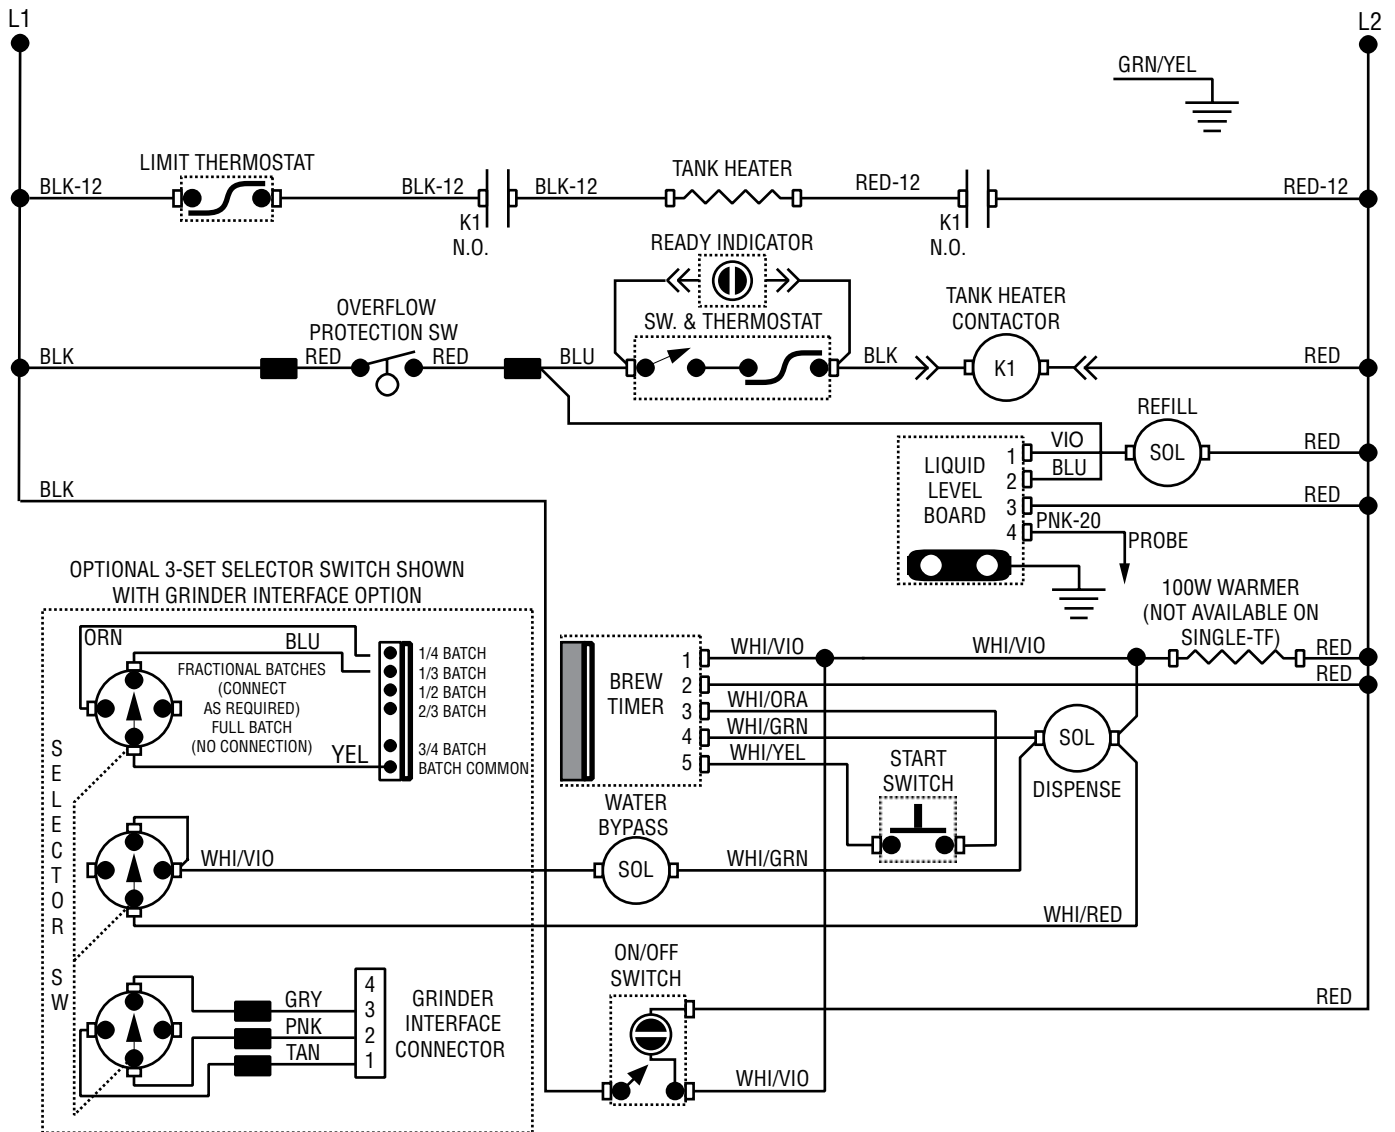 L1
L2
GRN/YEL
LIMIT THERMOSTAT
TANK HEATER
BLK-12
BLK-12
BLK-12
RED-12
RED-12
K1
N.O.
K1
N.O.
READY INDICATOR
OVERFLOW
PROTECTION SW
SW. & THERMOSTAT
TANK HEATER
CONTACTOR
BLK
RED
RED
BLU
BLK
K1
RED
REFILL
LIQUID
LEVEL
BOARD
1
2
3
4
VIO
BLU
SOL
RED
RED
PNK-20
PROBE
BLK
OPTIONAL 3-SET SELECTOR SWITCH SHOWN
WITH GRINDER INTERFACE OPTION
100W WARMER
(NOT AVAILABLE ON
SINGLE-TF)
ORN
BLU
FRACTIONAL BATCHES
(CONNECT
AS REQUIRED)
FULL BATCH
(NO CONNECTION)
YEL
1/4 BATCH
1/3 BATCH
1/2 BATCH
2/3 BATCH
3/4 BATCH
BATCH COMMON
BREW
TIMER
1
2
3
4
5
WHI/VIO
WHI/VIO
RED
RED
WHI/ORA
WHI/GRN
WHI/YEL
START
SWITCH
SOL
DISPENSE
SELECTOR SW
WATER
BYPASS
WHI/VIO
SOL
WHI/GRN
WHI/RED
ON/OFF
SWITCH
RED
WHI/VIO
GRY
PNK
TAN
4
3
2
1
GRINDER
INTERFACE
CONNECTOR